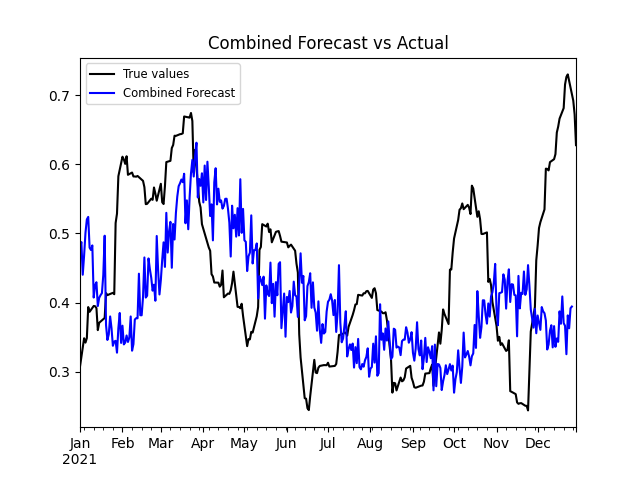 Combined Forecast vs Actual
True values
Combined Forecast
0.7
0.6
0.5
0.4
0.3
Jan Feb Mar Apr May Jun Jul Aug Sep Oct Nov Dec
2021